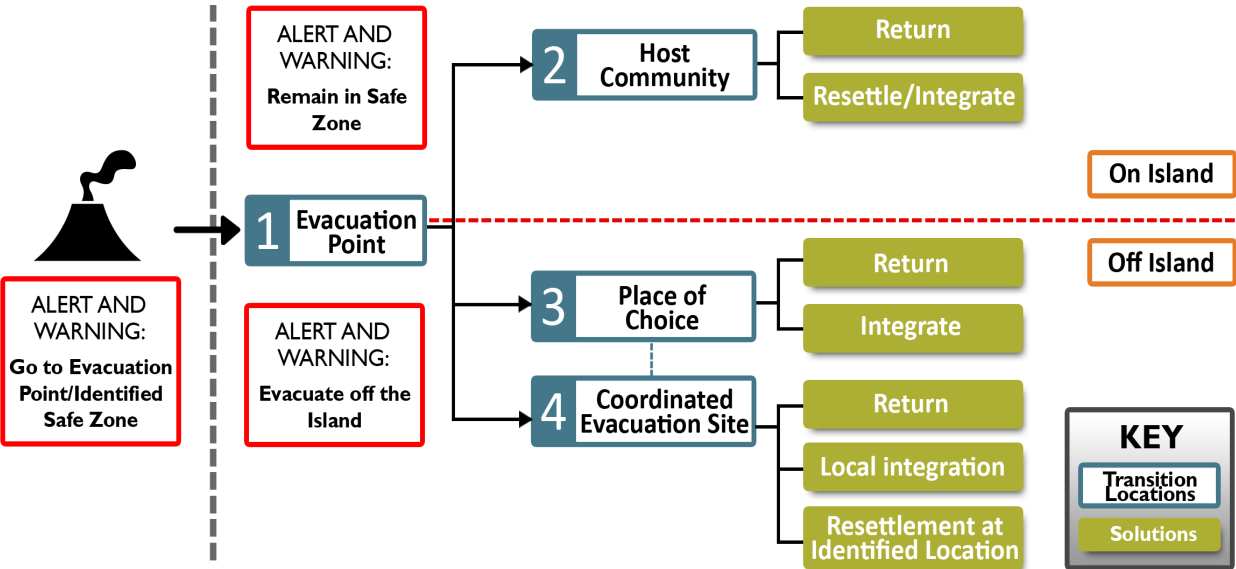 ALERT AND
WARNING:
Go to Evacuation
Point/Identified
Safe Zone
ALERT AND
WARNING:
Remain in Safe
Zone
1
Evacuation
Point
ALERT AND
WARNING:
Evacuate off the
Island
2
Host
Community
Return
Resettle/Integrate
On Island
Off Island
3
Place of
Choice
Return
Integrate
4
Coordinated
Evacuation Site
Return
Local integration
Resettlement at
Identified Location
KEY
Transition
Locations
Solutions